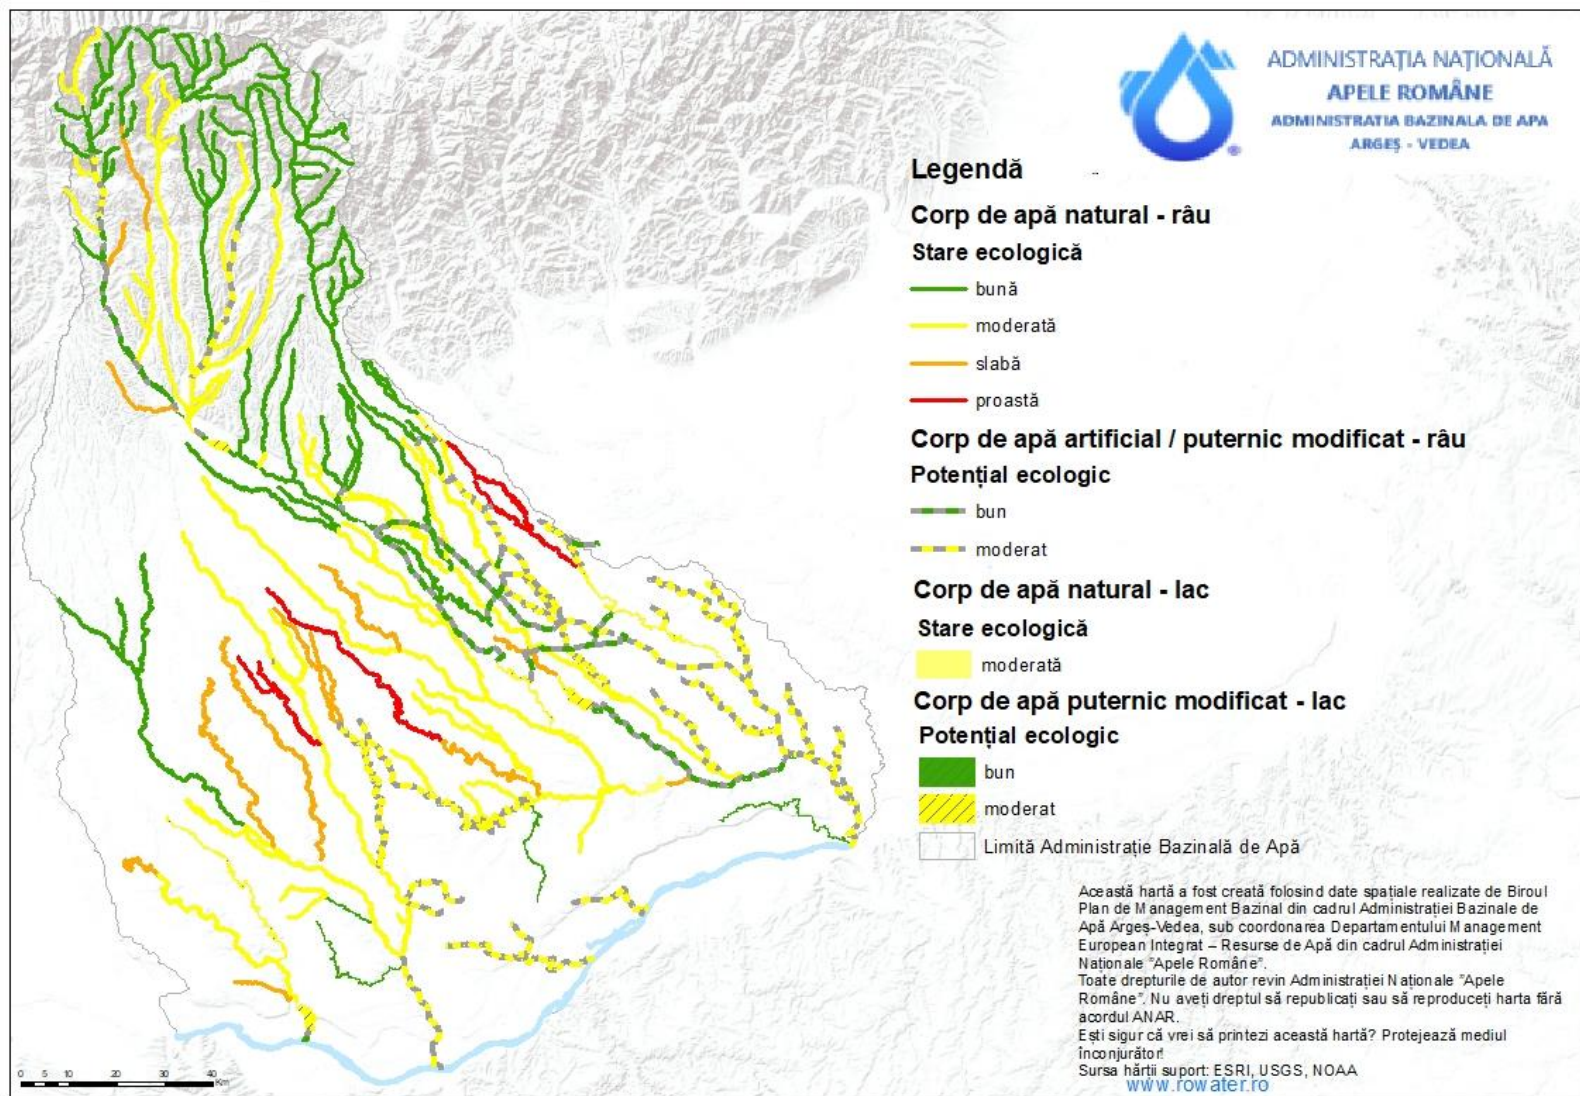 ADMINISTRAȚIA NAȚIONALĂ
APELE ROMÂNE
ADMINISTRATIA BAZINALA DE APA
ARGEȘ - VEDEA
®
Legendă
Corp de apă natural - râu
Stare ecologică
bună
moderată
slabă
proastă
Corp de apă artificial / puternic modificat - râu
Potențial ecologic
bun
moderat
Corp de apă natural - lac
Stare ecologică
moderată
Corp de apă puternic modificat - lac
Potențial ecologic
bun
moderat
Limită Administrație Bazinală de Apă
Această hartă a fost creată folosind date spațiale realizate de Biroul
Plan de Management Bazinal din cadrul Administrației Bazinale de
Apă Argeș-Vedea, sub coordonarea Departamentului Management
European Integrat – Resurse de Apă din cadrul Administrației
Naționale "Apele Române".
Toate drepturile de autor revin Administrației Naționale "Apele
Române". Nu aveți dreptul să republicați sau să reproduceți harta fără
acordul ANAR.
Ești sigur că vrei să printezi această hartă? Protejează mediul
înconjurător!
Sursa hărții suport: ESRI, USGS, NOAA
www.rowater.ro
0 5 10 20 30 40
Km